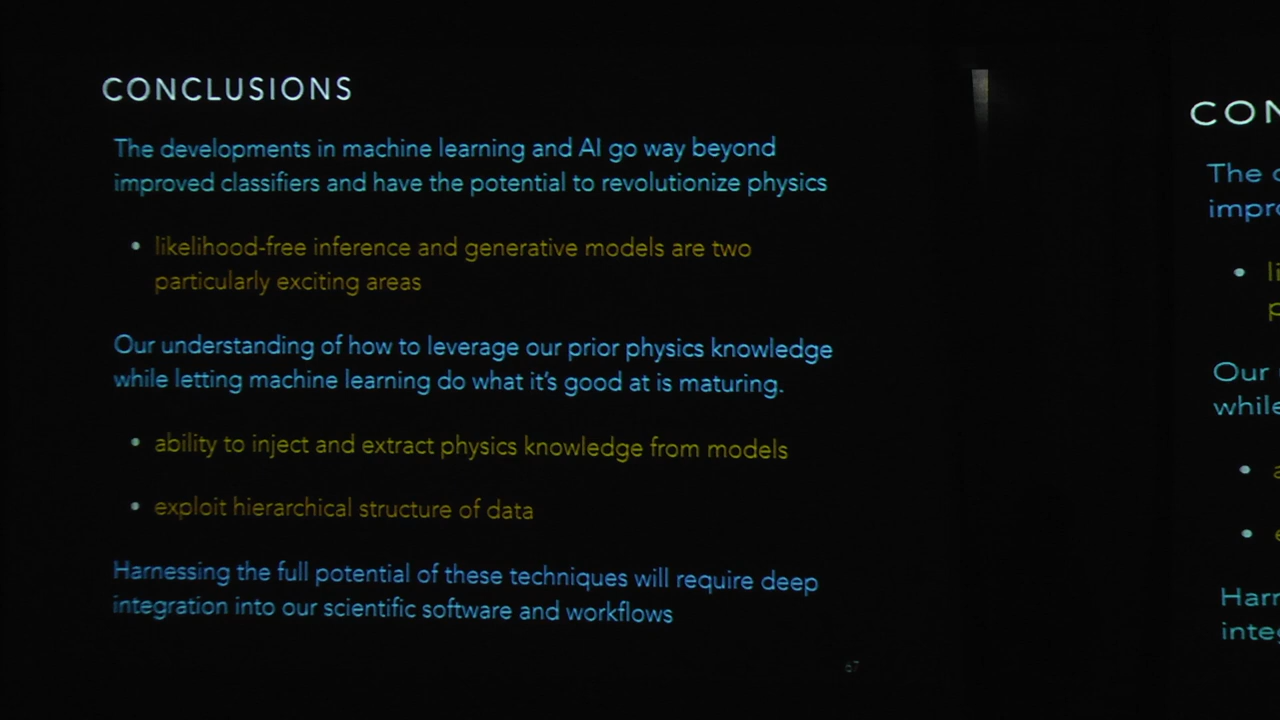 CONCLUSIONS
The developments in machine learning and AI go way beyond
improved classifiers and have the potential to revolutionize physics
• likelihood-free inference and generative models are two
particularly exciting areas
Our understanding of how to leverage our prior physics knowledge
while letting machine learning do what it's good at is maturing.
• ability to inject and extract physics knowledge from models
• exploit hierarchical structure of data
Harnessing the full potential of these techniques will require deep
integration into our scientific software and workflows
67
CON
The
impro
Our
while